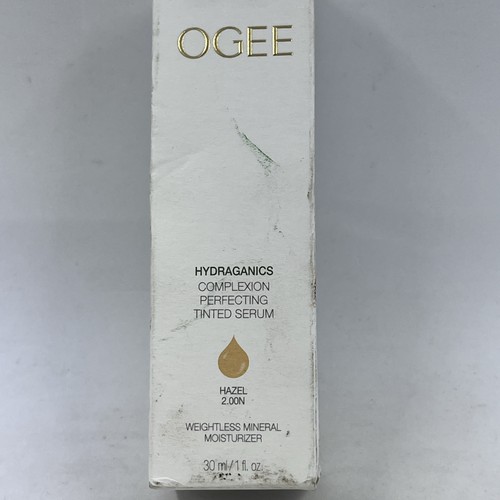 OGEE
HYDRAGANICS
COMPLEXION
PERFECTING
TINTED SERUM
HAZEL
2.00N
WEIGHTLESS MINERAL
MOISTURIZER
30 ml / 1 fl. oz.